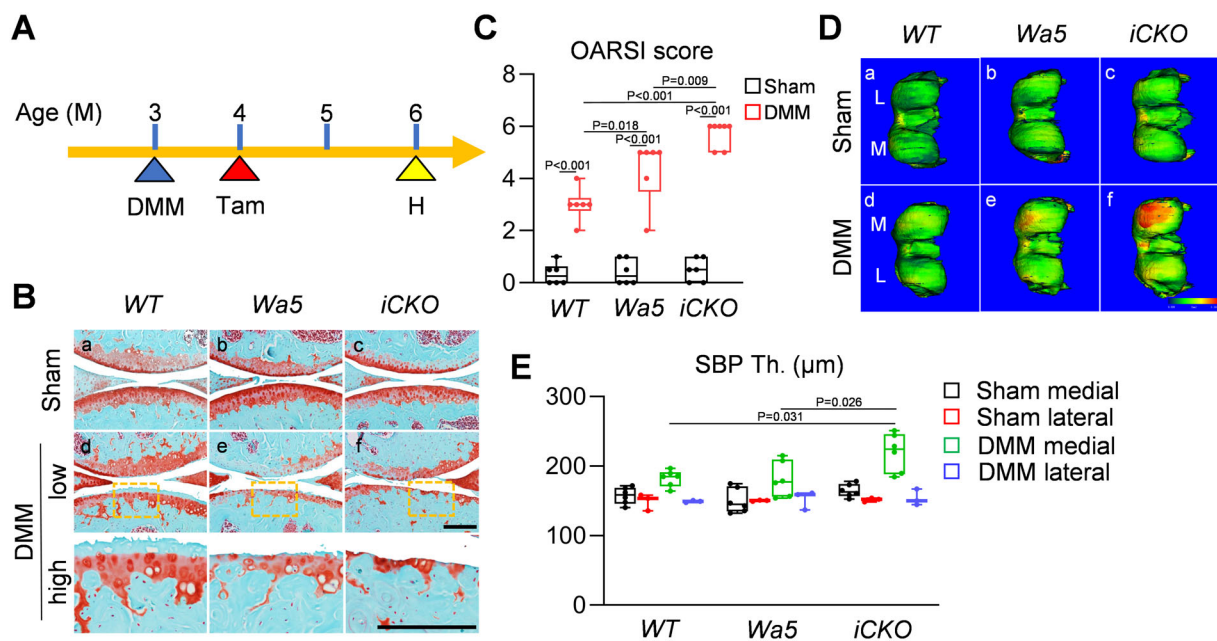 A
Age (M)
3
4
5
6
DMM
Tam
H
B
WT
Wa5
iCKO
Sham
a
b
c
DMM
low
d
e
f
high
C
OARSI score
8
6
4
2
0
P=0.009
P<0.001
P<0.001
P=0.018
P<0.001
P<0.001
Sham
DMM
WT
Wa5
iCKO
D
WT
Wa5
iCKO
Sham
a
b
c
L
M
DMM
d
e
f
M
L
E
SBP Th. (µm)
300
200
100
0
P=0.026
P=0.031
Sham medial
Sham lateral
DMM medial
DMM lateral
WT
Wa5
iCKO